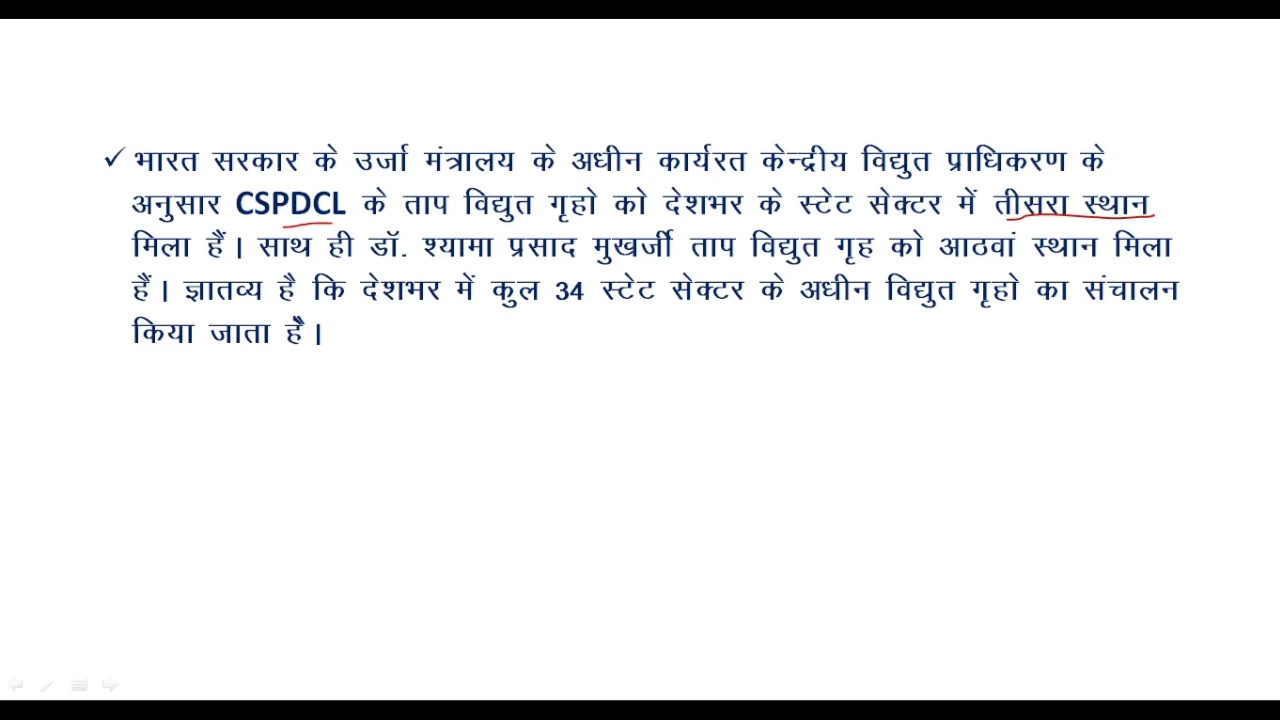 ✓ भारत सरकार के उर्जा मंत्रालय के अधीन कार्यरत केन्द्रीय विद्युत प्राधिकरण के
अनुसार CSPDCL के ताप विद्युत गृहो को देशभर के स्टेट सेक्टर में तीसरा स्थान
मिला हैं। साथ ही डॉ. श्यामा प्रसाद मुखर्जी ताप विद्युत गृह को आठवां स्थान मिला
हैं। ज्ञातव्य है कि देशभर में कुल 34 स्टेट सेक्टर के अधीन विद्युत गृहो का संचालन
किया जाता है।